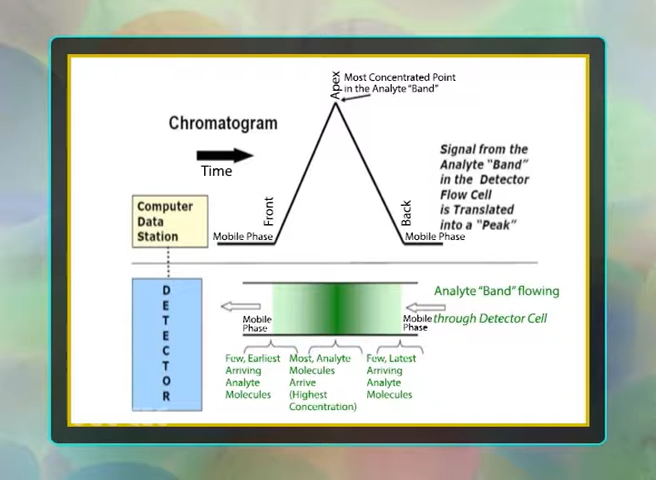 Apex
Most Concentrated Point
in the Analyte "Band"
Chromatogram
Time
Signal from the
Analyte "Band"
in the Detector
Flow Cell
is Translated
into a "Peak"
Computer
Data
Station
Front
Back
Mobile Phase
Mobile Phase
DETECTOR
Analyte "Band" flowing
through Detector Cell
Mobile
Phase
Mobile
Phase
Few, Earliest
Arriving
Analyte
Molecules
Most, Analyte
Molecules
Arrive
(Highest
Concentration)
Few, Latest
Arriving
Analyte
Molecules